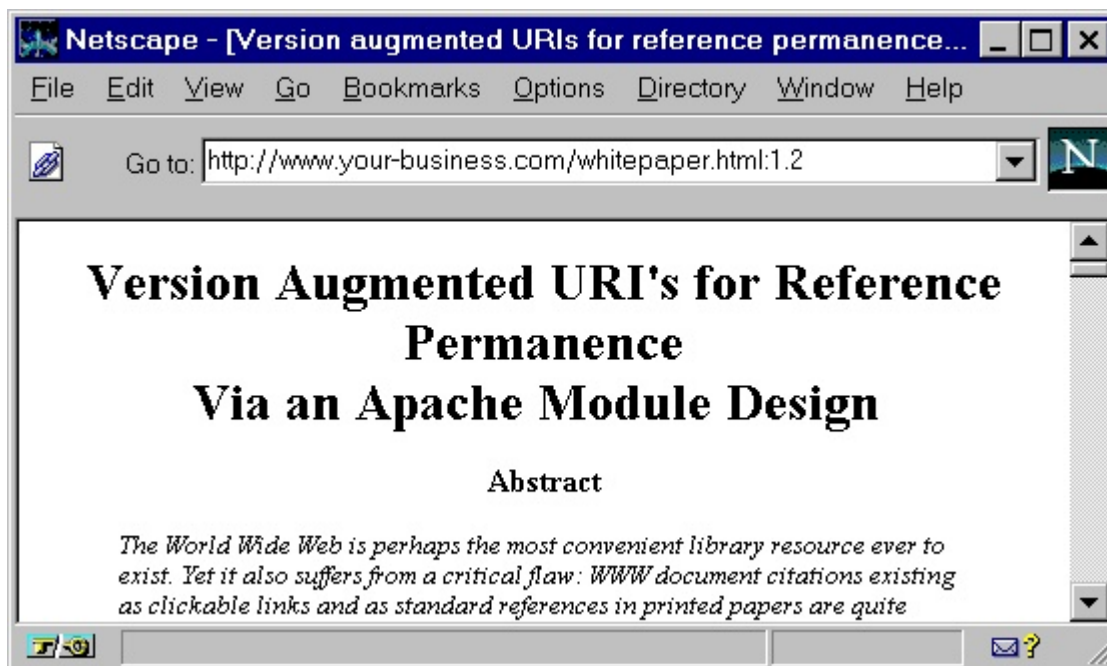 Netscape - [Version augmented URIs for reference permanence...
File Edit View Go Bookmarks Options Directory Window Help
Go to: http://www.your-business.com/whitepaper.html:1.2 N
Version Augmented URI's for Reference
Permanence
Via an Apache Module Design
Abstract
The World Wide Web is perhaps the most convenient library resource ever to
exist. Yet it also suffers from a critical flaw: WWW document citations existing
as clickable links and as standard references in printed papers are quite
?